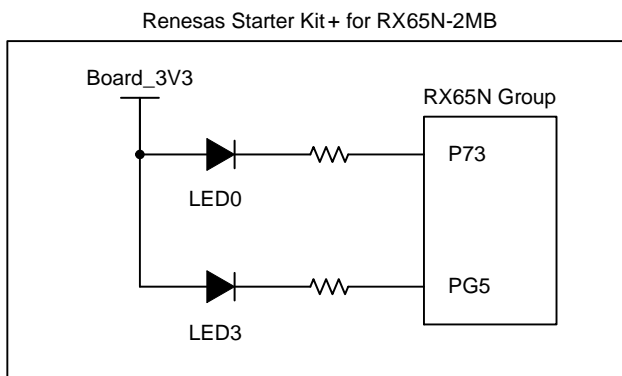 Renesas Starter Kit+ for RX65N-2MB
Board_3V3
RX65N Group
P73
LED0
PG5
LED3